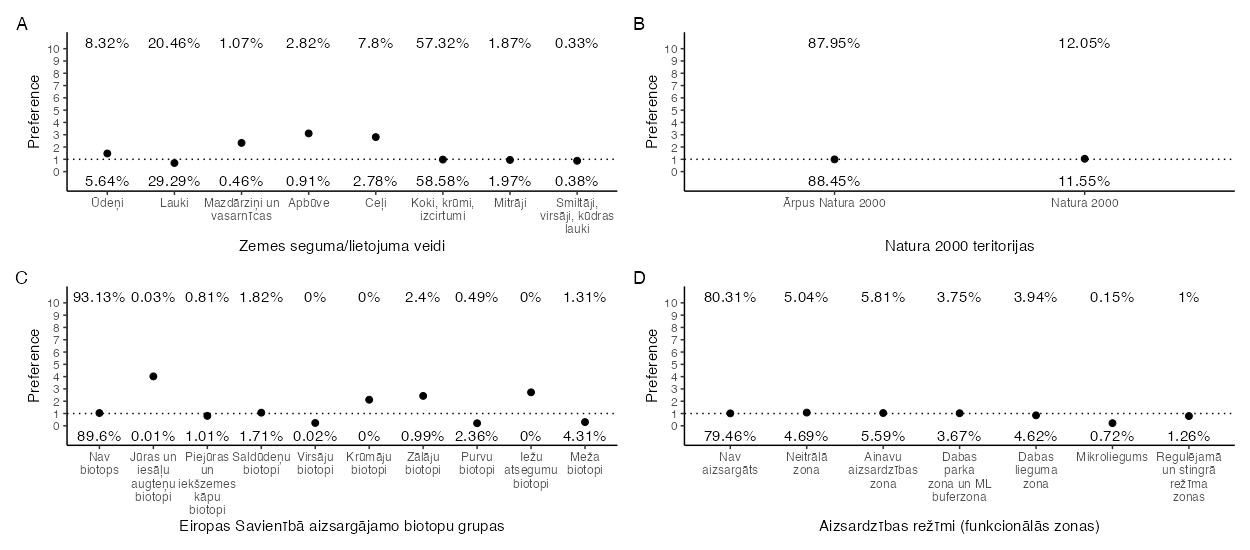 A
8.32% 20.46% 1.07% 2.82% 7.8% 57.32% 1.87% 0.33%
10
9
8
7
6
5
4
3
2
1
0
Preference
5.64% 29.29% 0.46% 0.91% 2.78% 58.58% 1.97% 0.38%
Ūdeņi Lauki Mazdārziņi un Apbūve Ceļi Koki, krūmi, Mitrāji Smiltāji,
vasarnīcas izcirtumi virsāji, kūdras
lauki
Zemes seguma/lietojuma veidi
B
87.95% 12.05%
10
9
8
7
6
5
4
3
2
1
0
Preference
88.45% 11.55%
Ārpus Natura 2000 Natura 2000
Natura 2000 teritorijas
C
93.13% 0.03% 0.81% 1.82% 0% 0% 2.4% 0.49% 0% 1.31%
10
9
8
7
6
5
4
3
2
1
0
Preference
89.6% 0.01% 1.01% 1.71% 0.02% 0% 0.99% 2.36% 0% 4.31%
Nav Jūras un Piejūras Saldūdeņu Virsāju Krūmāju Zālāju Purvu Iežu Meža
biotops iesāļu un biotopi biotopi biotopi biotopi biotopi atsegumu biotopi
augteņu iekšzemes biotopi
biotopi kāpu
biotopi
Eiropas Savienībā aizsargājamo biotopu grupas
D
80.31% 5.04% 5.81% 3.75% 3.94% 0.15% 1%
10
9
8
7
6
5
4
3
2
1
0
Preference
79.46% 4.69% 5.59% 3.67% 4.62% 0.72% 1.26%
Nav Neitrālā Ainavu Dabas Dabas Mikroliegums Regulējamā
aizsargāts zona aizsardzības parka lieguma un stingrā
zona zona un ML zona režīma
buferzona zonas
Aizsardzības režīmi (funkcionālās zonas)